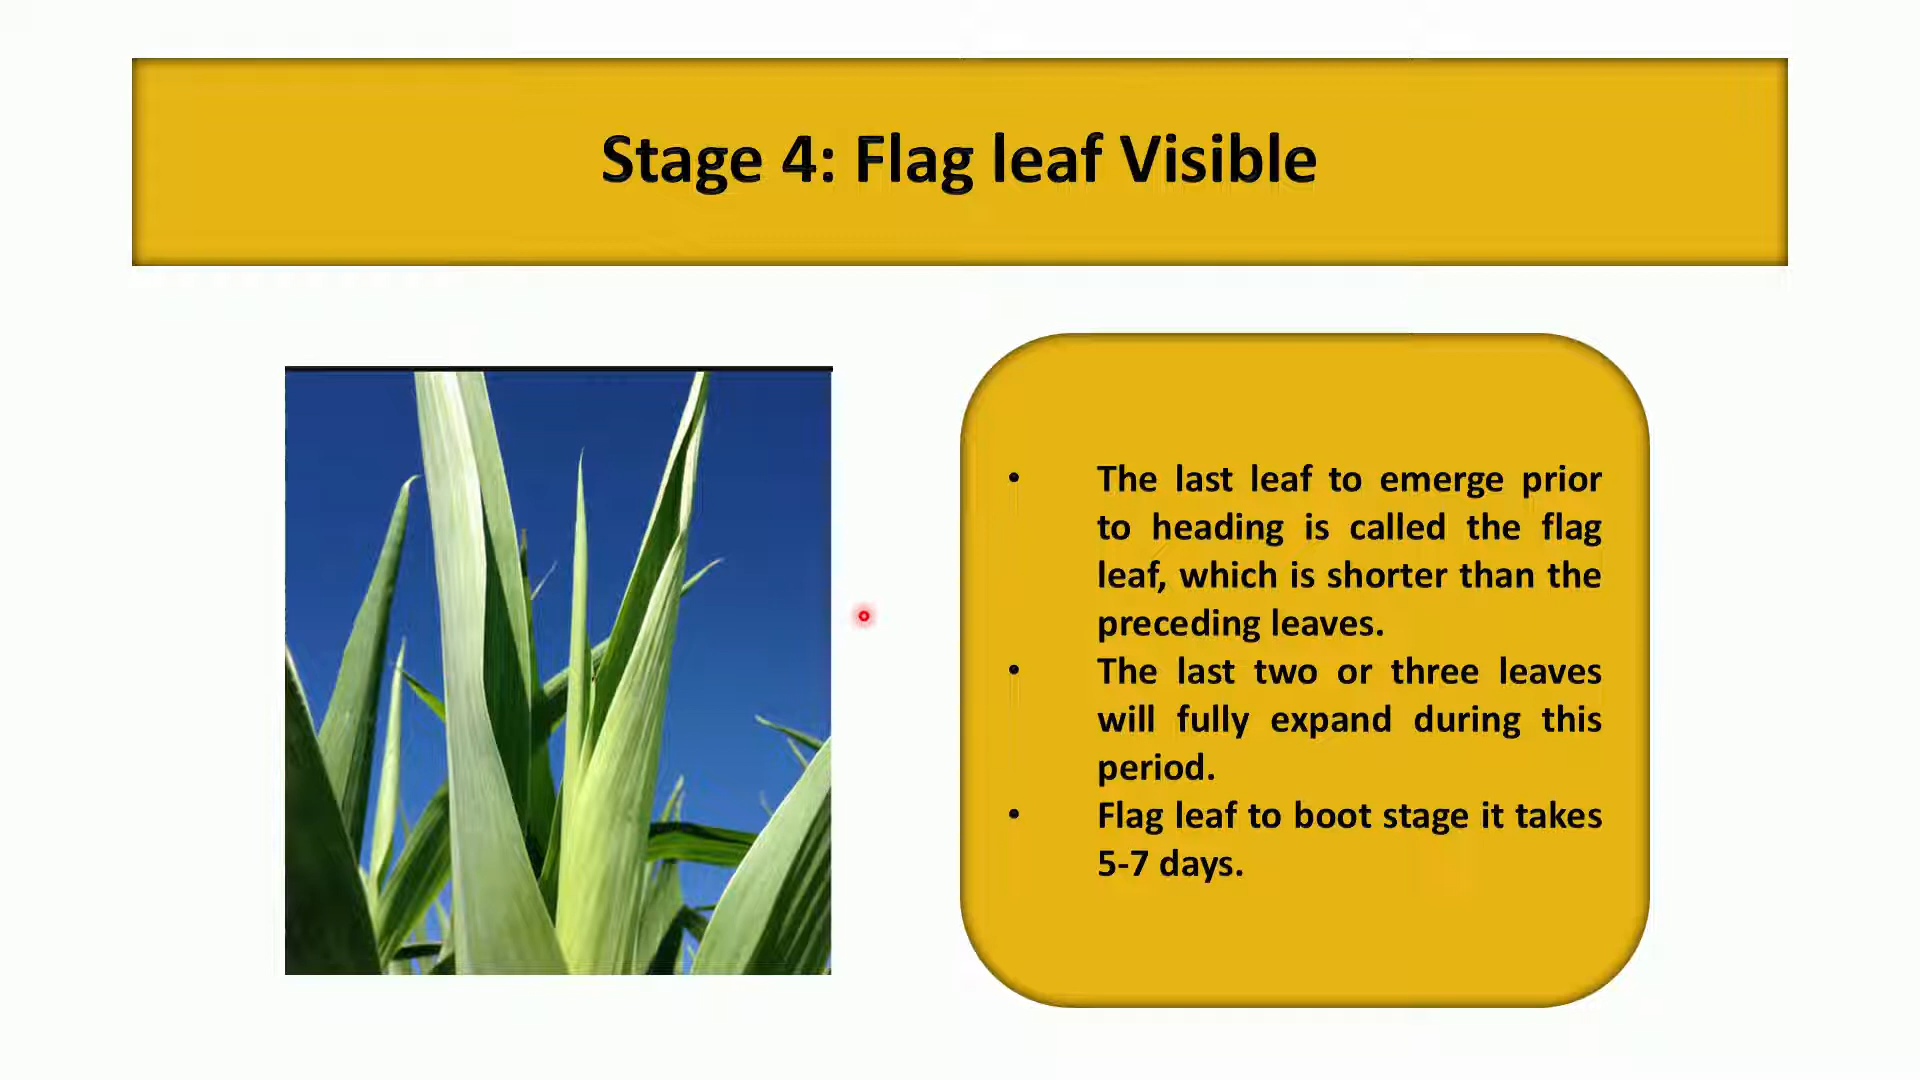 Stage 4: Flag leaf Visible
• The last leaf to emerge prior
to heading is called the flag
leaf, which is shorter than the
preceding leaves.
• The last two or three leaves
will fully expand during this
period.
• Flag leaf to boot stage it takes
5-7 days.